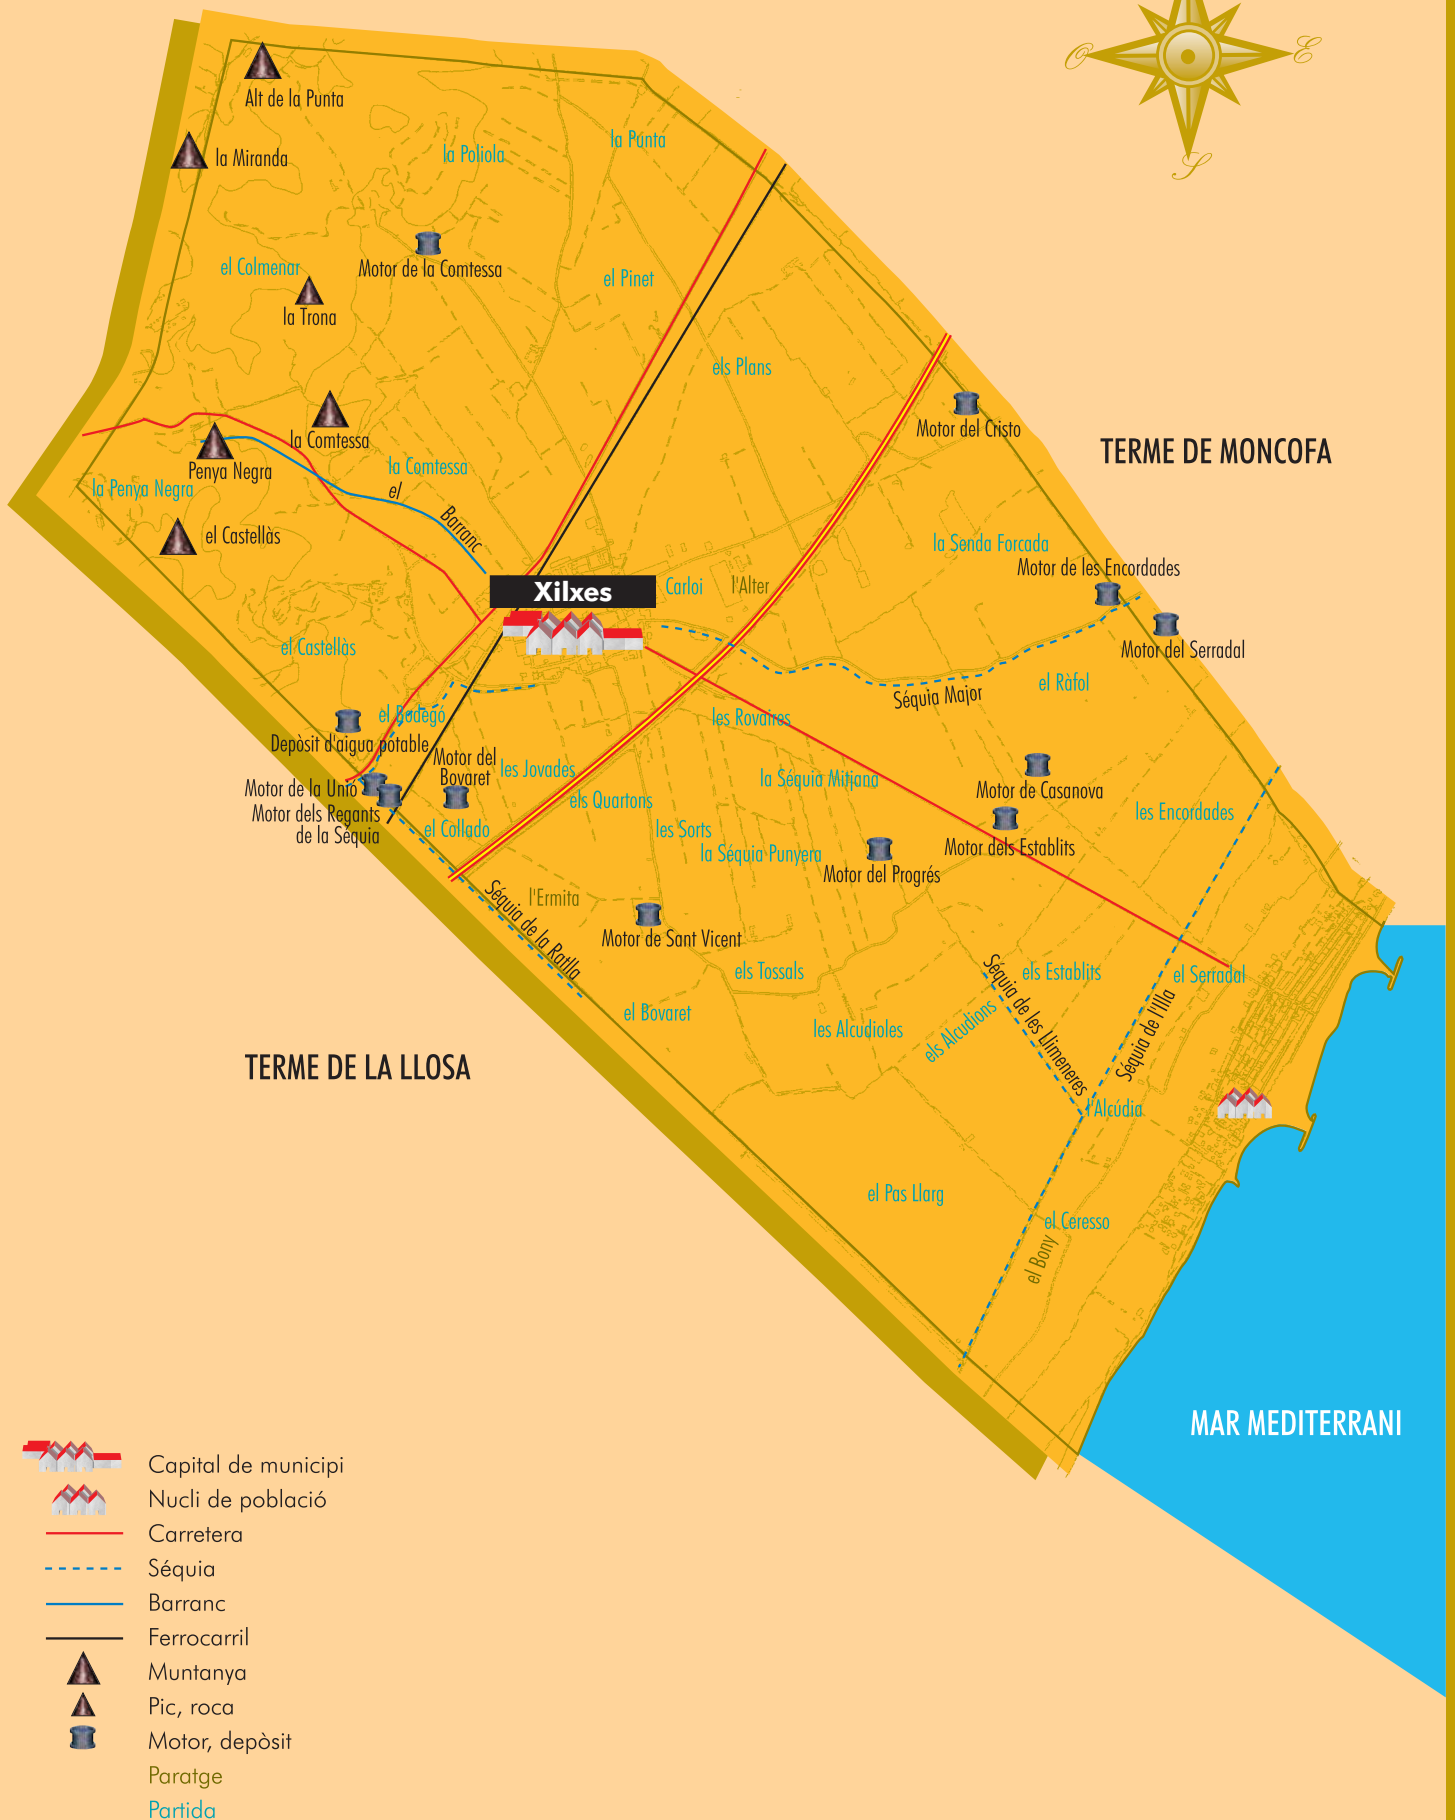 O
E
S
Alt de la Punta
la Miranda
la Poliola
la Punta
el Colmenar
Motor de la Comtessa
el Pinet
la Trona
els Plans
Motor del Cristo
TERME DE MONCOFA
la Comtessa
Penya Negra
la Comtessa
la Penya Negra
el
Barranc
el Castellàs
la Senda Forcada
Motor de les Encordades
Xilxes
Carloi
l'Alter
Motor del Serradal
el Castellàs
el Ràfol
Séquia Major
el Bodegó
les Rovaires
Depòsit d'aigua potable
Motor del
Bovaret
les Jovades
la Séquia Mitjana
Motor de la Unió
els Quartons
Motor de Casanova
Motor dels Regants
de la Séquia
el Collado
les Sorts
les Encordades
la Séquia Punyera
Motor dels Establits
Motor del Progrés
l'Ermita
Séquia de la Ratlla
Motor de Sant Vicent
els Tossals
els Establits
el Serradal
el Bovaret
les Alcudioles
els Alcudions
Séquia de les Llimeneres
Séquia de l'Illa
TERME DE LA LLOSA
l'Alcúdia
el Pas Llarg
el Ceresso
el Bony
MAR MEDITERRANI
Capital de municipi
Nucli de població
Carretera
Séquia
Barranc
Ferrocarril
Muntanya
Pic, roca
Motor, depòsit
Paratge
Partida